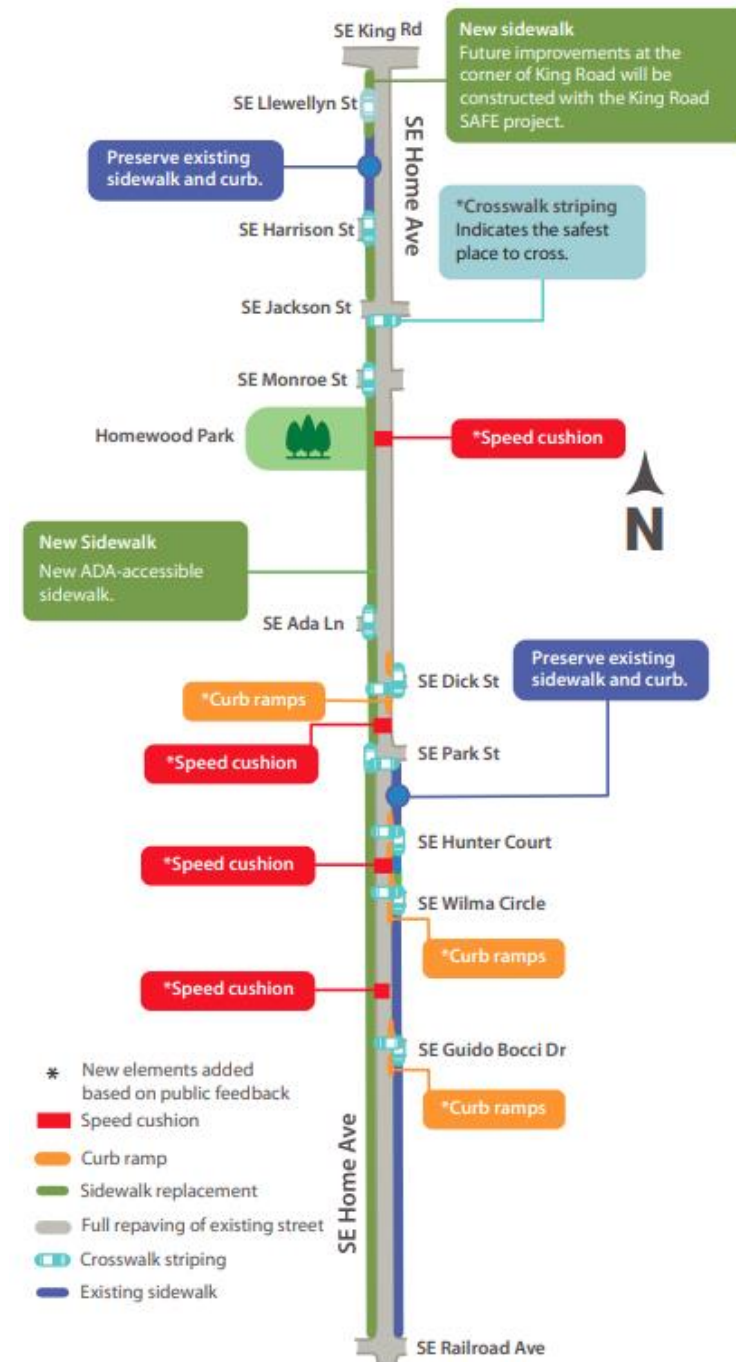 SE King Rd
New sidewalk
Future improvements at the
corner of King Road will be
constructed with the King Road
SAFE project.
SE Llewellyn St
SE Home Ave
Preserve existing
sidewalk and curb.
*Crosswalk striping
Indicates the safest
place to cross.
SE Harrison St
SE Jackson St
SE Monroe St
Homewood Park
*Speed cushion
N
New Sidewalk
New ADA-accessible
sidewalk.
SE Ada Ln
Preserve existing
sidewalk and curb.
SE Dick St
*Curb ramps
SE Park St
*Speed cushion
SE Hunter Court
*Speed cushion
SE Wilma Circle
*Curb ramps
*Speed cushion
SE Guido Bocci Dr
*Curb ramps
* New elements added
based on public feedback
Speed cushion
Curb ramp
Sidewalk replacement
Full repaving of existing street
Crosswalk striping
Existing sidewalk
SE Home Ave
SE Railroad Ave